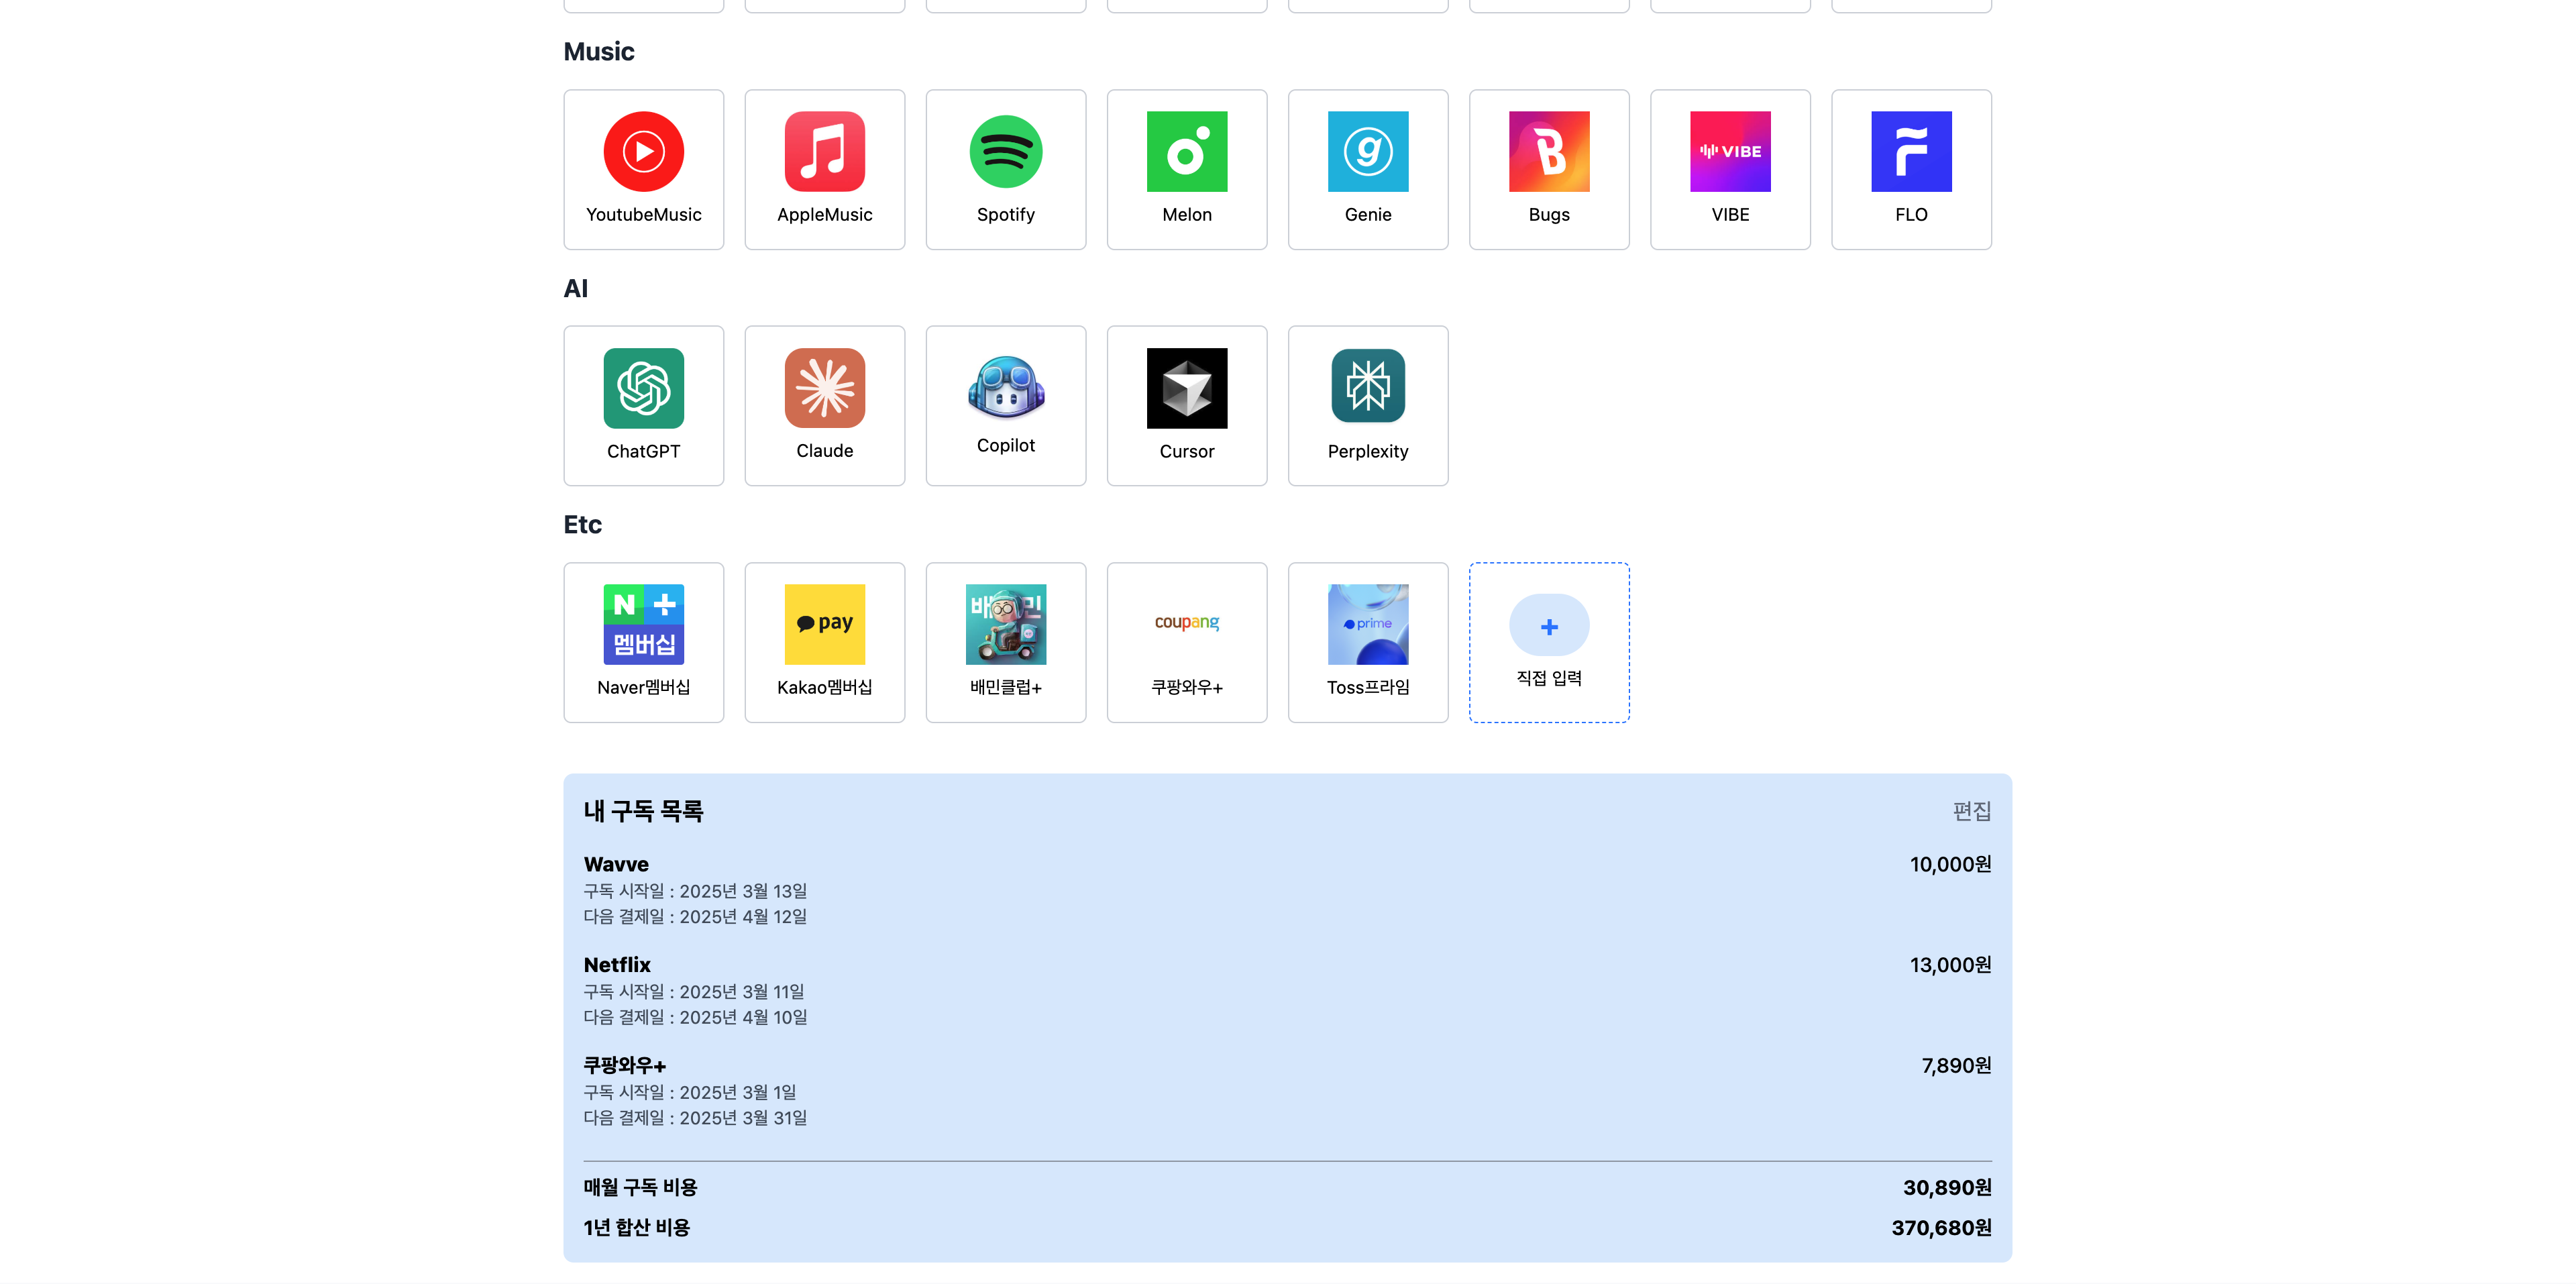 Music
VIBE
YoutubeMusic AppleMusic Spotify Melon Genie Bugs VIBE FLO
AI
ChatGPT Claude Copilot Cursor Perplexity
Etc
N +
멤버십
pay
배민
coupang
prime
+
Naver멤버십 Kakao멤버십 배민클럽+ 쿠팡와우+ Toss프라임 직접 입력
내 구독 목록 편집
Wavve 10,000원
구독 시작일 : 2025년 3월 13일
다음 결제일 : 2025년 4월 12일
Netflix 13,000원
구독 시작일 : 2025년 3월 11일
다음 결제일 : 2025년 4월 10일
쿠팡와우+ 7,890원
구독 시작일 : 2025년 3월 1일
다음 결제일 : 2025년 3월 31일
매월 구독 비용 30,890원
1년 합산 비용 370,680원